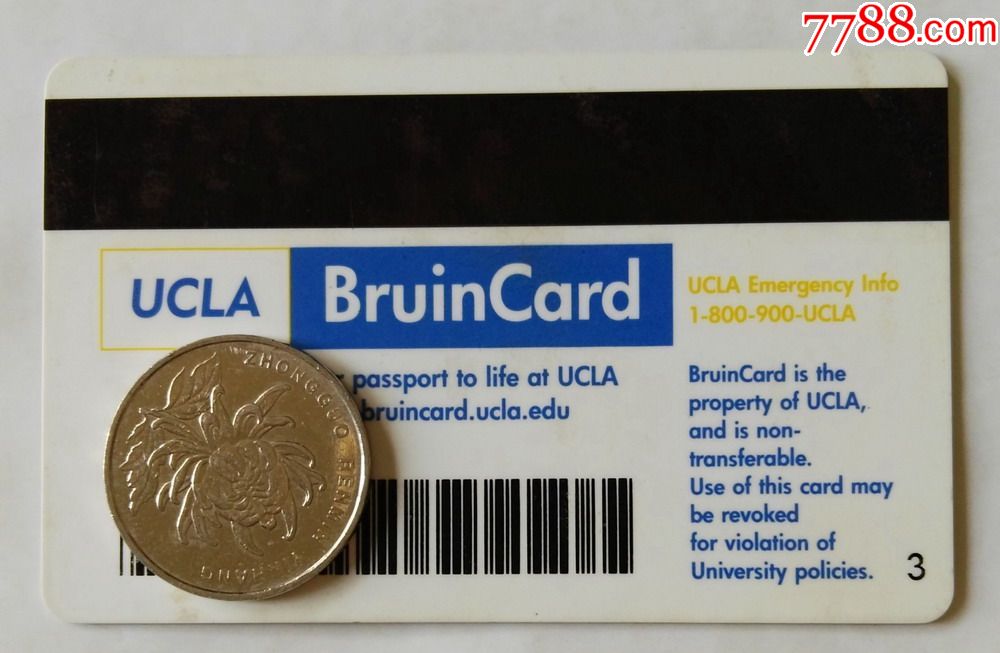 7788.com
UCLA BruinCard
UCLA Emergency Info
1-800-900-UCLA
passport to life at UCLA
bruincard.ucla.edu
BruinCard is the
property of UCLA,
and is non-
transferable.
Use of this card may
be revoked
for violation of
University policies.
3
ZHONGGUO RENMIN YINHANG